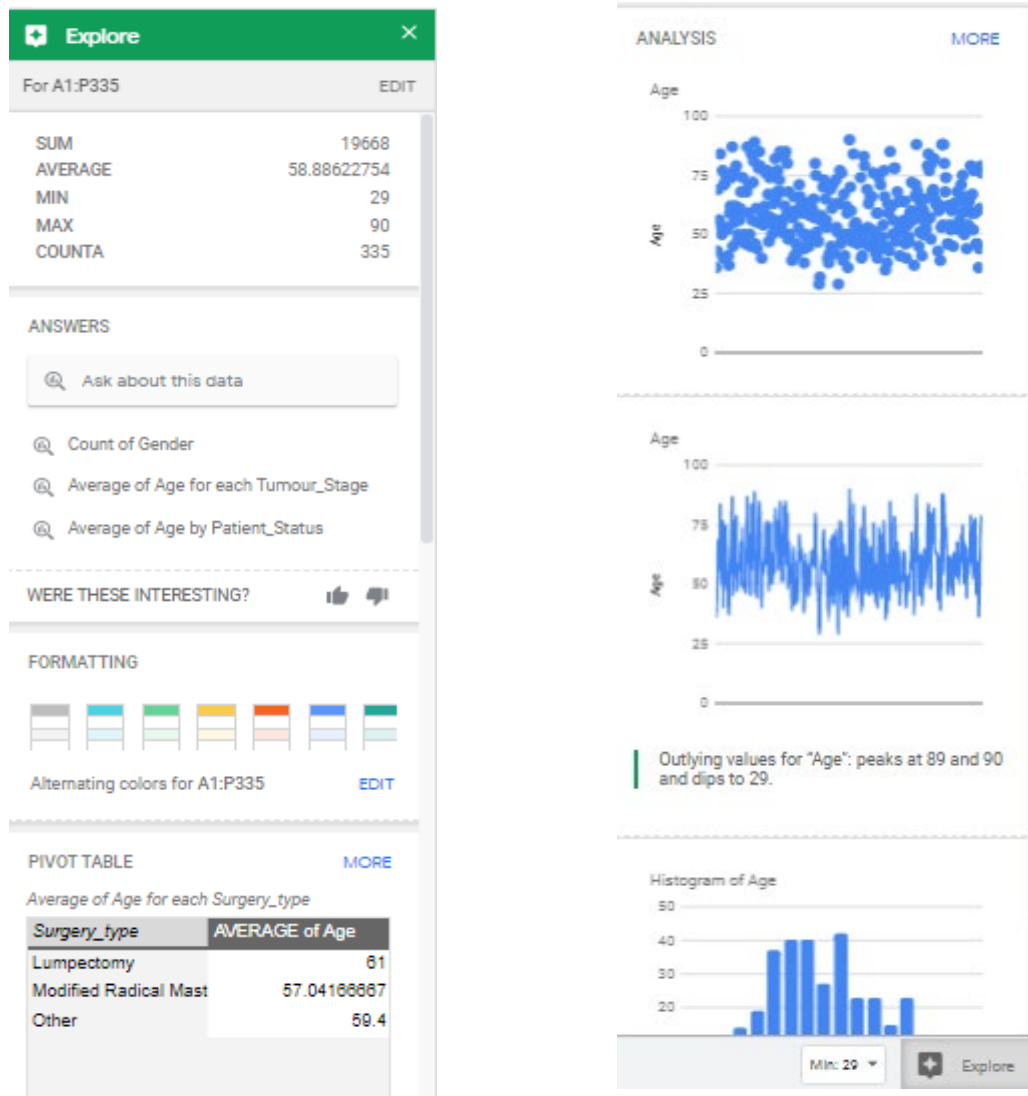 Explore
For A1:P335 EDIT
SUM 19668
AVERAGE 58.88622754
MIN 29
MAX 90
COUNTA 335
ANSWERS
Ask about this data
Count of Gender
Average of Age for each Tumour_Stage
Average of Age by Patient_Status
WERE THESE INTERESTING?
FORMATTING
Alternating colors for A1:P335 EDIT
PIVOT TABLE MORE
Average of Age for each Surgery_type
Surgery_type AVERAGE of Age
Lumpectomy 61
Modified Radical Mast 57.04166667
Other 59.4
ANALYSIS MORE
Age
100
75
50
25
0
Age
Age
100
75
50
25
0
Age
Outlying values for "Age": peaks at 89 and 90
and dips to 29.
Histogram of Age
50
40
30
20
Min: 29
Explore